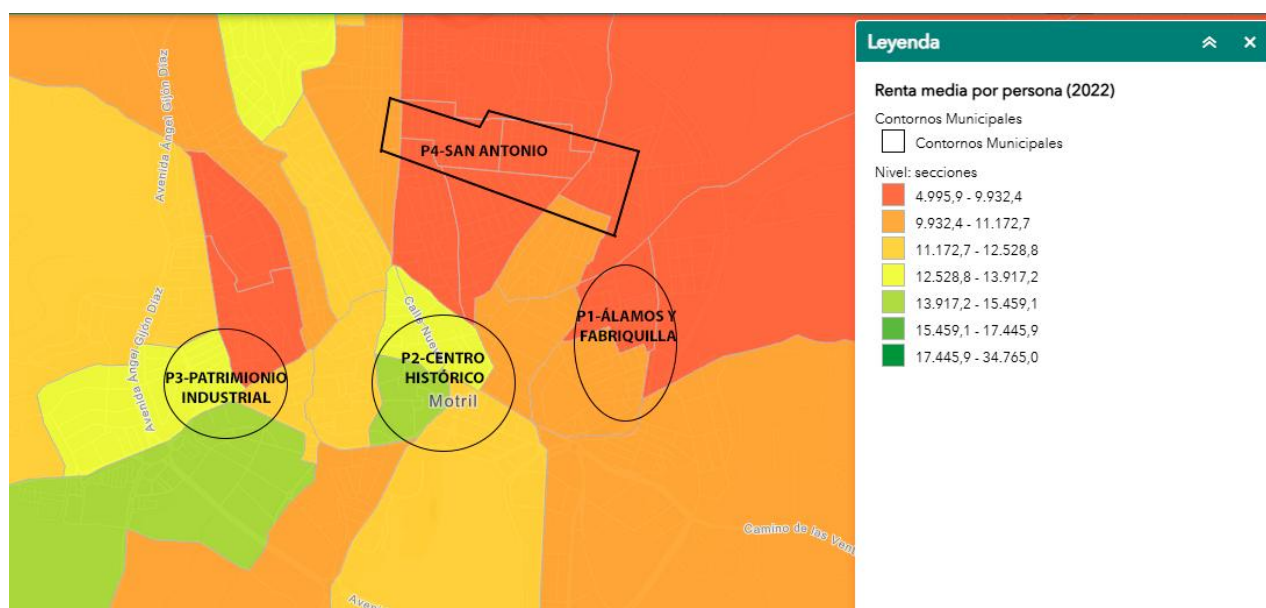 Avenida Ángel Gijón Díaz
P4-SAN ANTONIO
Avenida Ángel Gijón Díaz
Calle Nueva
P1-ÁLAMOS Y
FABRIQUILLA
P2-CENTRO
HISTÓRICO
P3-PATRIMIONIO
INDUSTRIAL
Motril
Camino de las Vent
Leyenda
Renta media por persona (2022)
Contornos Municipales
Contornos Municipales
Nivel: secciones
4.995,9 - 9.932,4
9.932,4 - 11.172,7
11.172,7 - 12.528,8
12.528,8 - 13.917,2
13.917,2 - 15.459,1
15.459,1 - 17.445,9
17.445,9 - 34.765,0